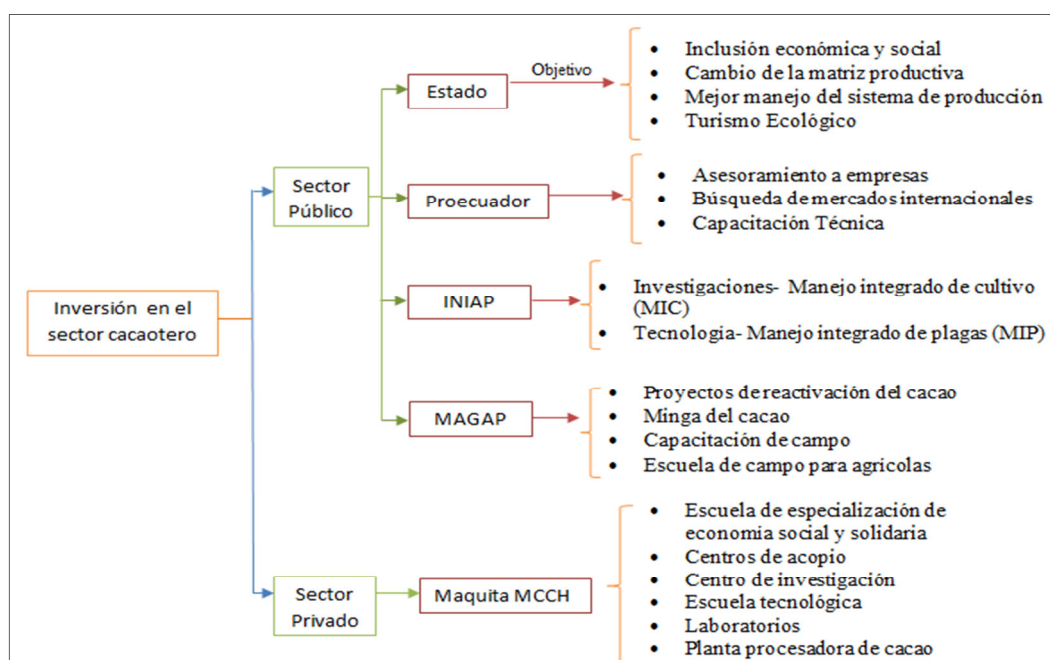 Inversión en el
sector cacaotero
Sector
Público
Estado
Objetivo
• Inclusión económica y social
• Cambio de la matriz productiva
• Mejor manejo del sistema de producción
• Turismo Ecológico
Proecuador
• Asesoramiento a empresas
• Búsqueda de mercados internacionales
• Capacitación Técnica
INIAP
• Investigaciones- Manejo integrado de cultivo
(MIC)
• Tecnología- Manejo integrado de plagas (MIP)
MAGAP
• Proyectos de reactivación del cacao
• Minga del cacao
• Capacitación de campo
• Escuela de campo para agrícolas
Sector
Privado
Maquita MCCH
• Escuela de especialización de
economía social y solidaria
• Centros de acopio
• Centro de investigación
• Escuela tecnológica
• Laboratorios
• Planta procesadora de cacao